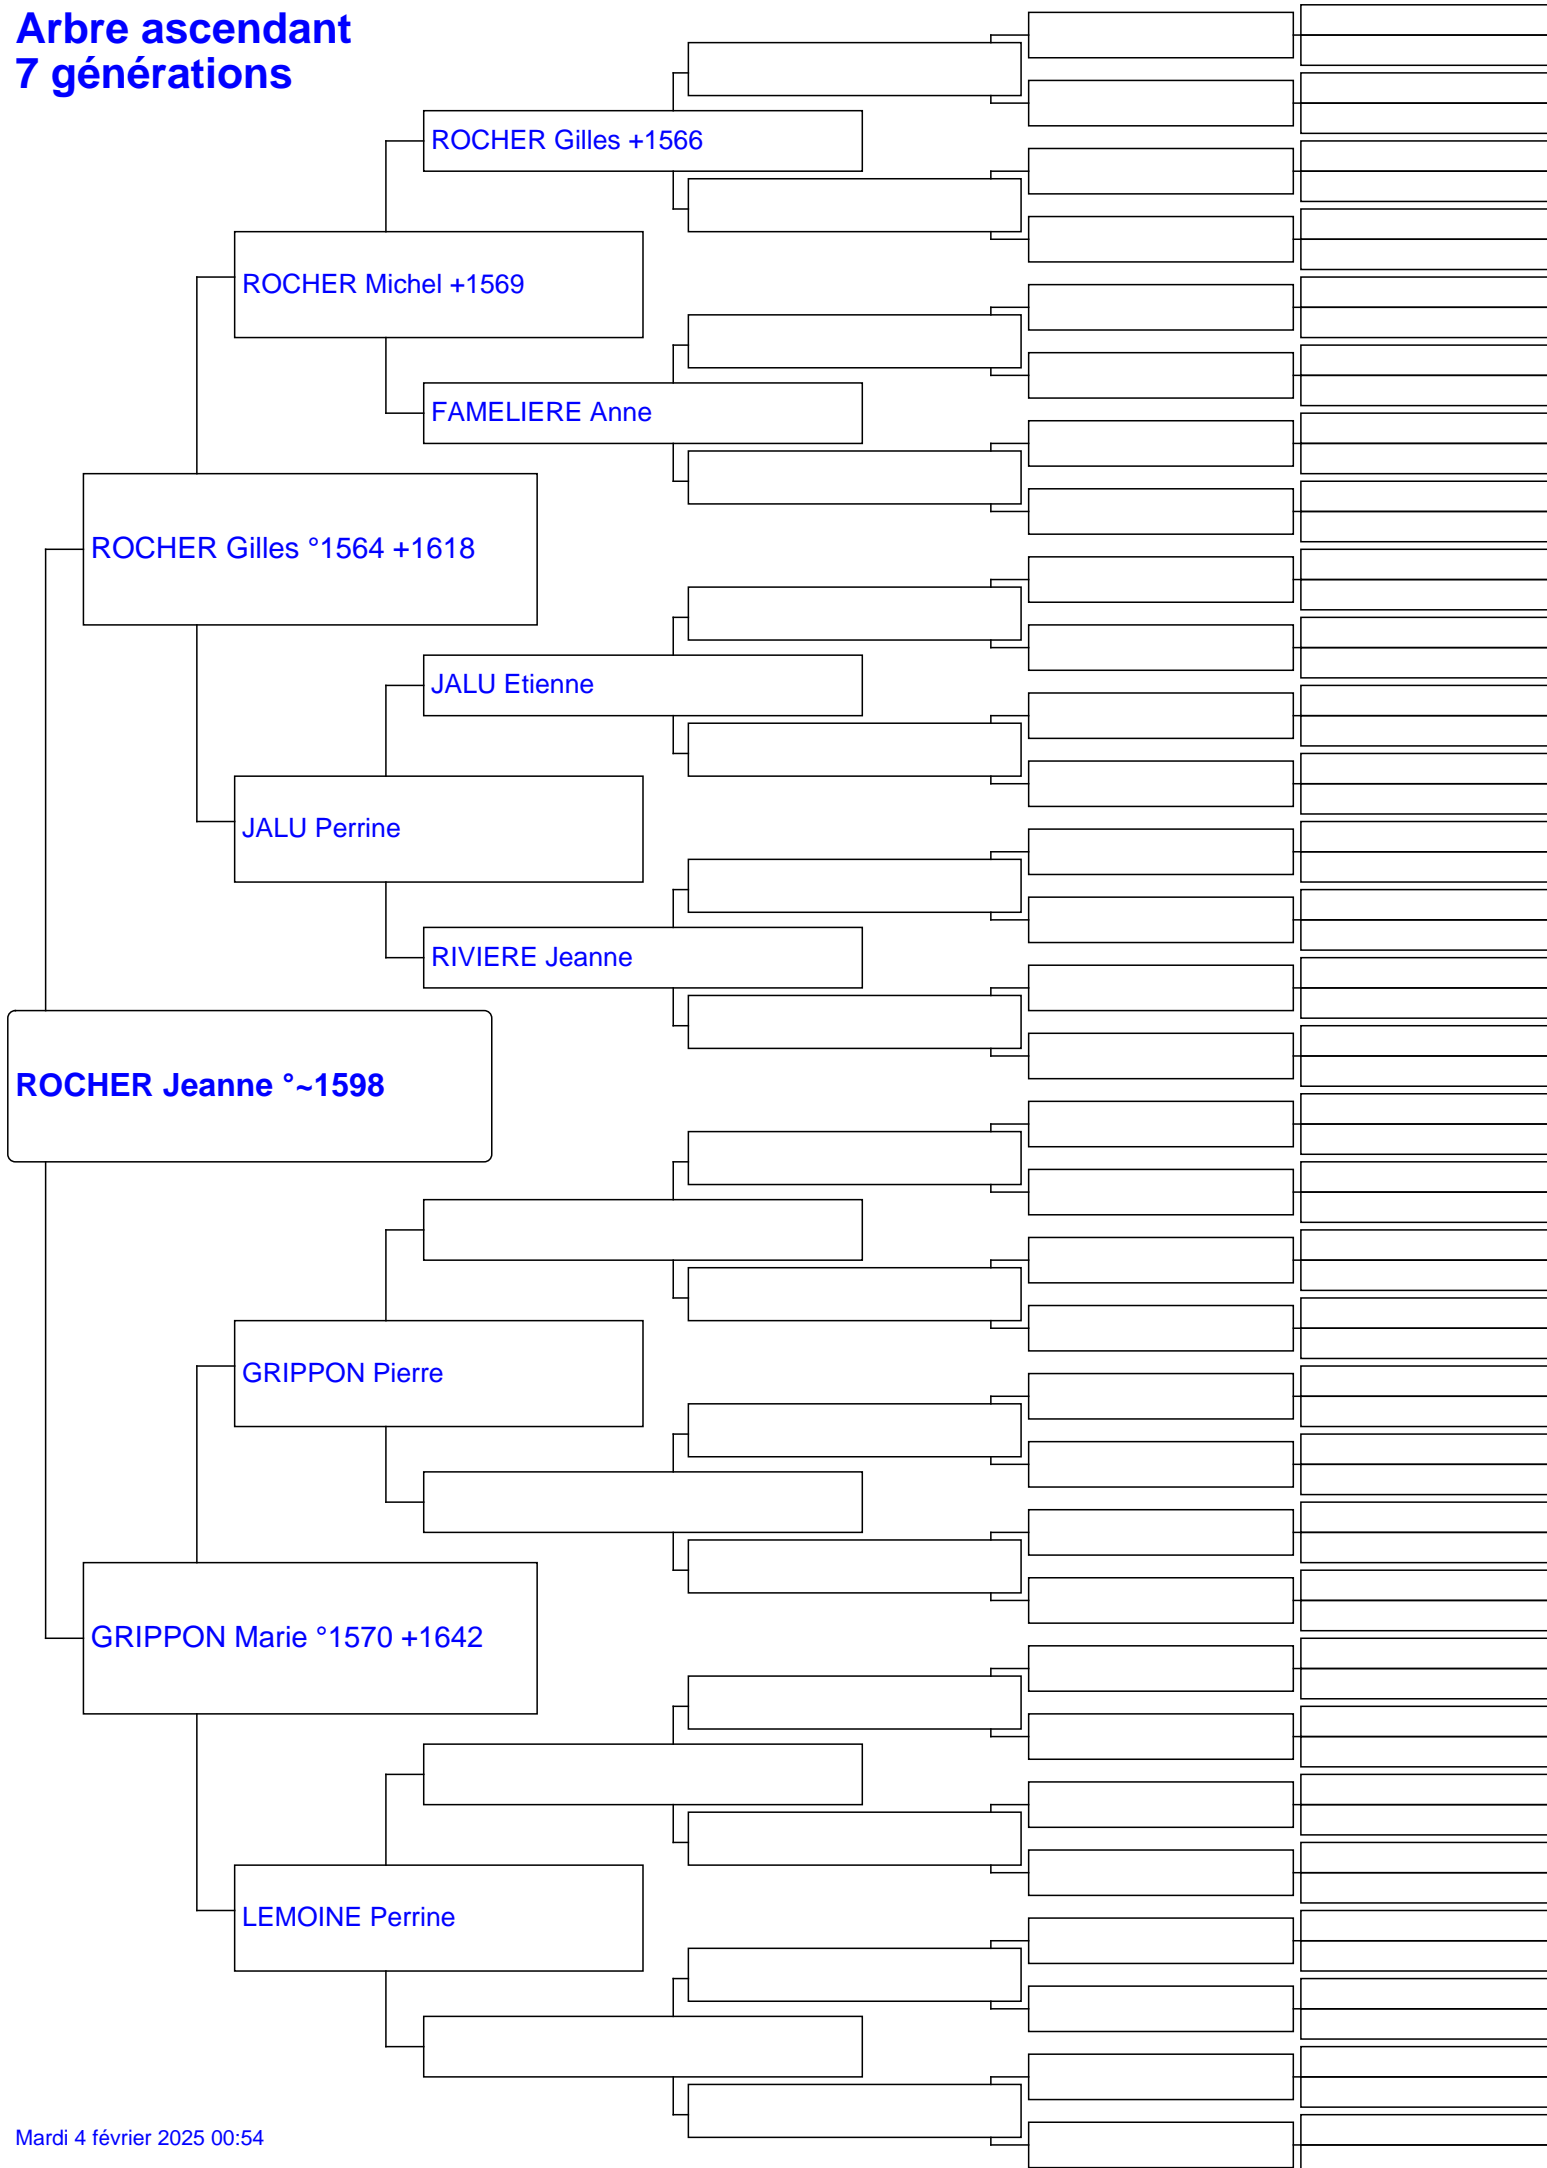 Arbre ascendant
7 générations
ROCHER Gilles +1566
ROCHER Michel +1569
FAMELIERE Anne
ROCHER Gilles °1564 +1618
JALU Etienne
JALU Perrine
RIVIERE Jeanne
ROCHER Jeanne °~1598
GRIPPON Pierre
GRIPPON Marie °1570 +1642
LEMOINE Perrine
Mardi 4 février 2025 00:54